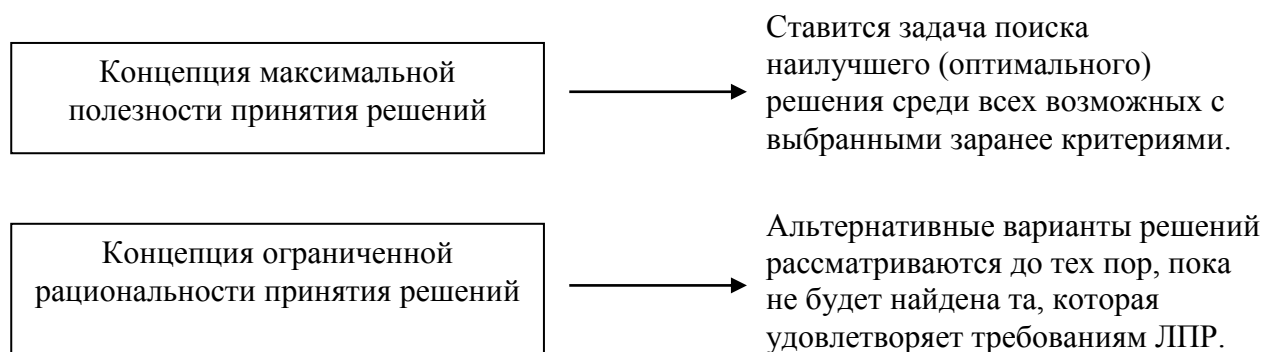 Концепция максимальной
полезности принятия решений
Ставится задача поиска
наилучшего (оптимального)
решения среди всех возможных с
выбранными заранее критериями.
Концепция ограниченной
рациональности принятия решений
Альтернативные варианты решений
рассматриваются до тех пор, пока
не будет найдена та, которая
удовлетворяет требованиям ЛПР.